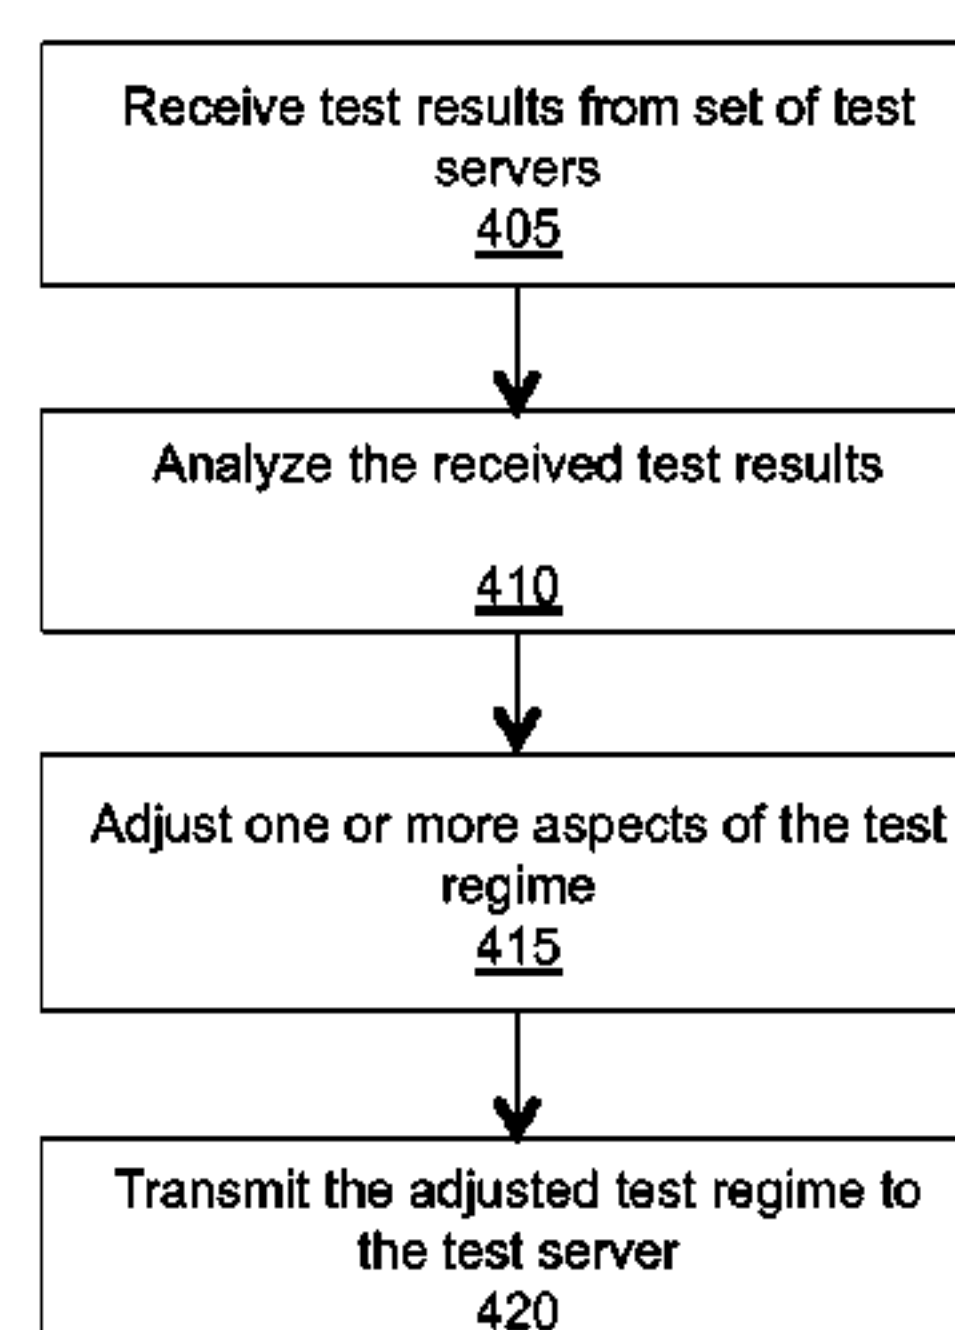 Receive test results from set of test
servers
405
Analyze the received test results
410
Adjust one or more aspects of the test
regime
415
Transmit the adjusted test regime to
the test server
420